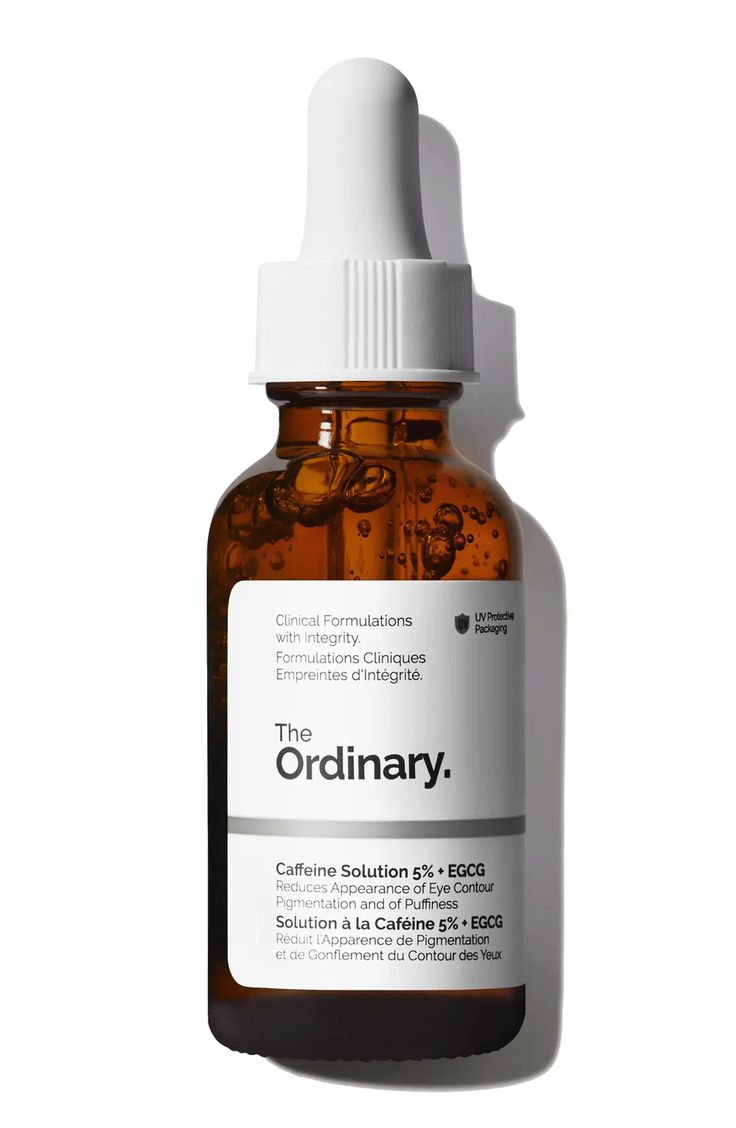 Clinical Formulations
with Integrity.
Formulations Cliniques
Empreintes d'Intégrité.
UV
UV Protective
Packaging
The
Ordinary.
Caffeine Solution 5% + EGCG
Reduces Appearance of Eye Contour
Pigmentation and of Puffiness
Solution à la Caféine 5% + EGCG
Réduit l'Apparence de Pigmentation
et de Gonflement du Contour des Yeux